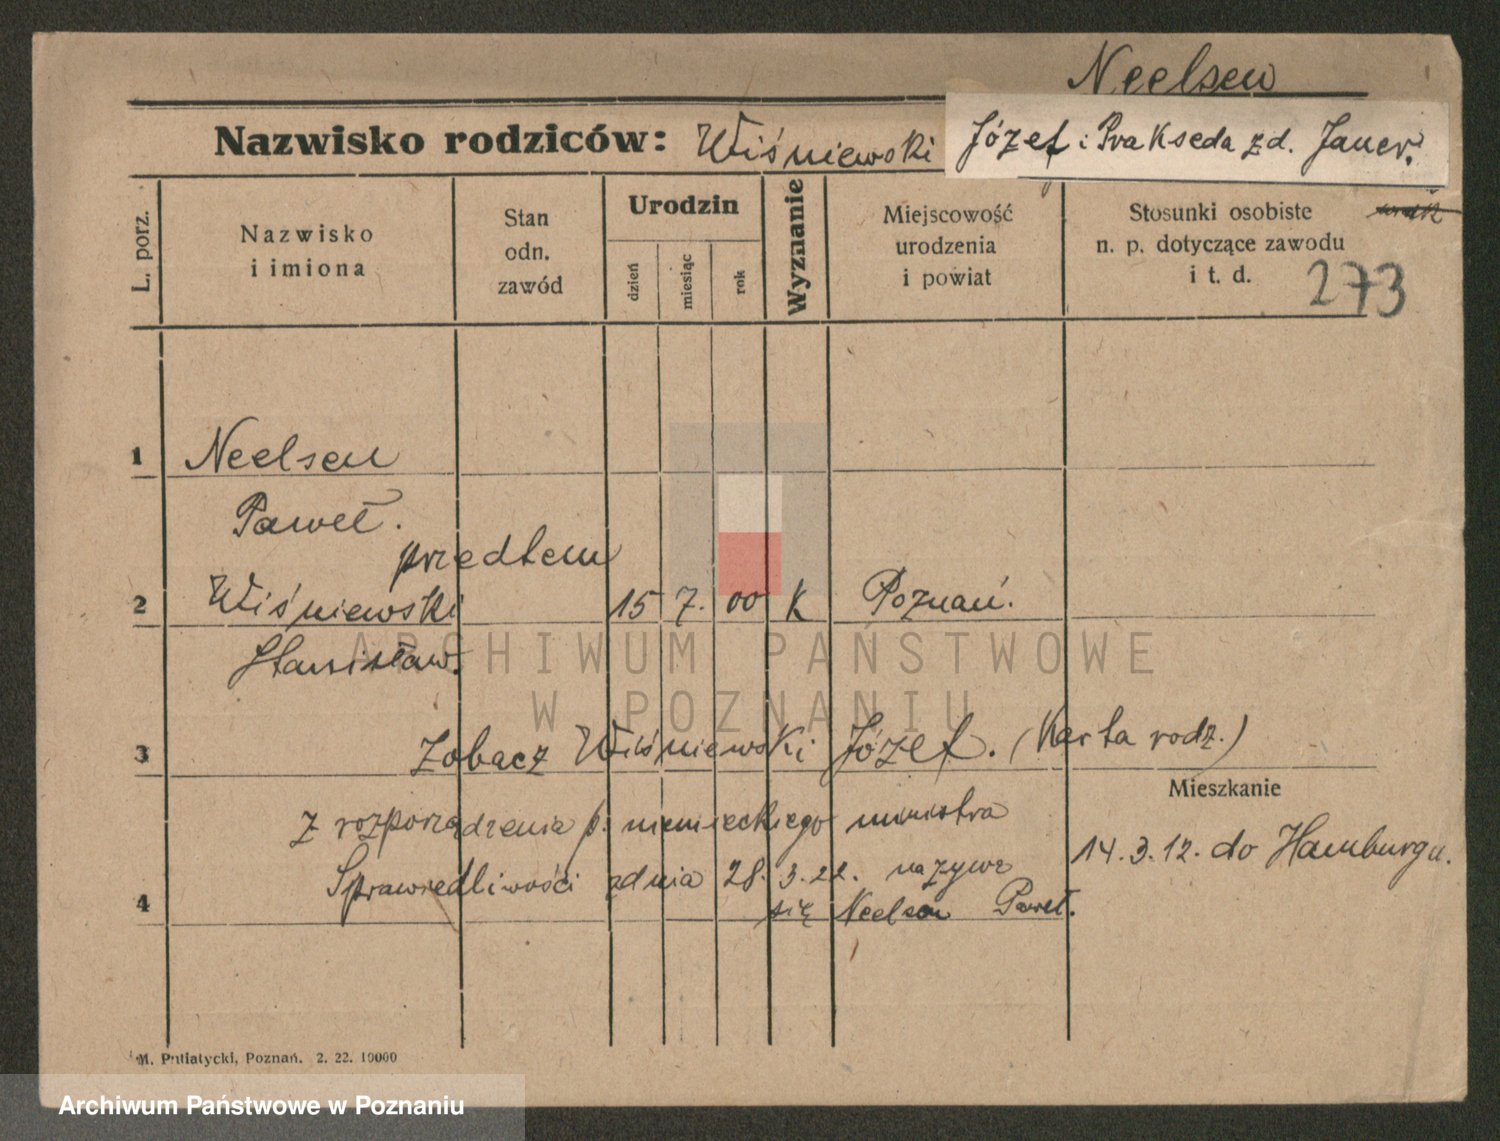 Neelsen
Nazwisko rodziców: Wiśniewski Józef i Prakseda zd. Janer.
L. porz.
Nazwisko i imiona
Stan odn. zawód
Urodzin
dzień
miesiąc
rok
Wyznanie
Miejscowość urodzenia i powiat
Stosunki osobiste n. p. dotyczące zawodu i t. d.
273
1 Neelsen
Paweł.
przedtem
2 Wiśniewski 15 7. 00 K Poznań.
Stanisław.
ARCHIWUM PAŃSTWOWE
W POZNANIU
3 Zobacz Wiśniewski Józef. (Karta rodz.)
Mieszkanie
Z rozporządzenia p. niemieckiego ministra
14.3.12. do Hamburgu.
4 Sprawiedliwości zdnia 28. 3.22. nazywa
się Neelsen Paweł.
M. Putiatycki, Poznań. 2. 22. 10000
Archiwum Państwowe w Poznaniu